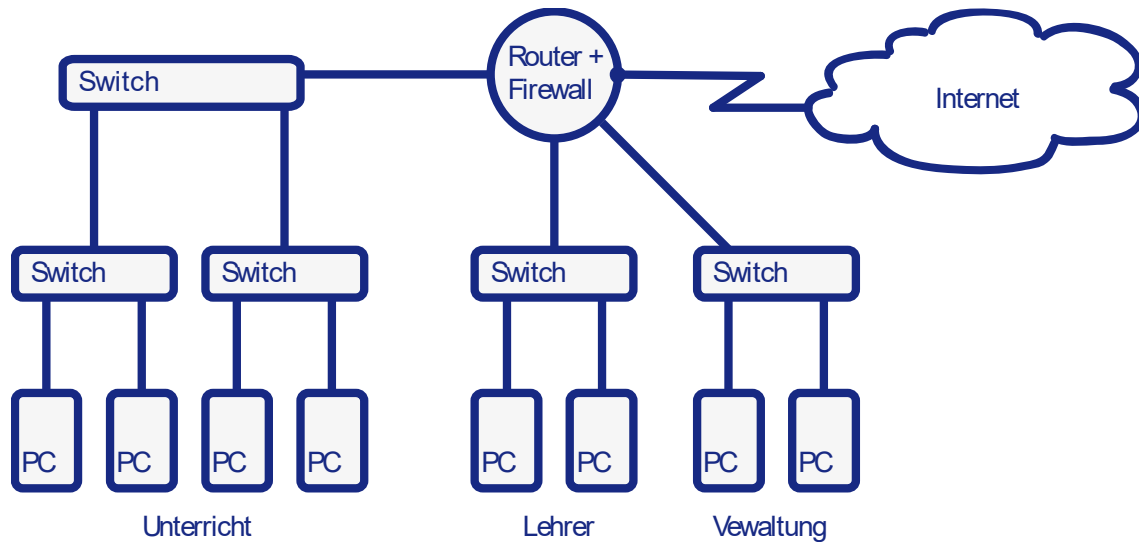 Switch
Router +
Firewall
Internet
Switch
Switch
Switch
Switch
PC
PC
PC
PC
PC
PC
PC
PC
Unterricht
Lehrer
Vewaltung